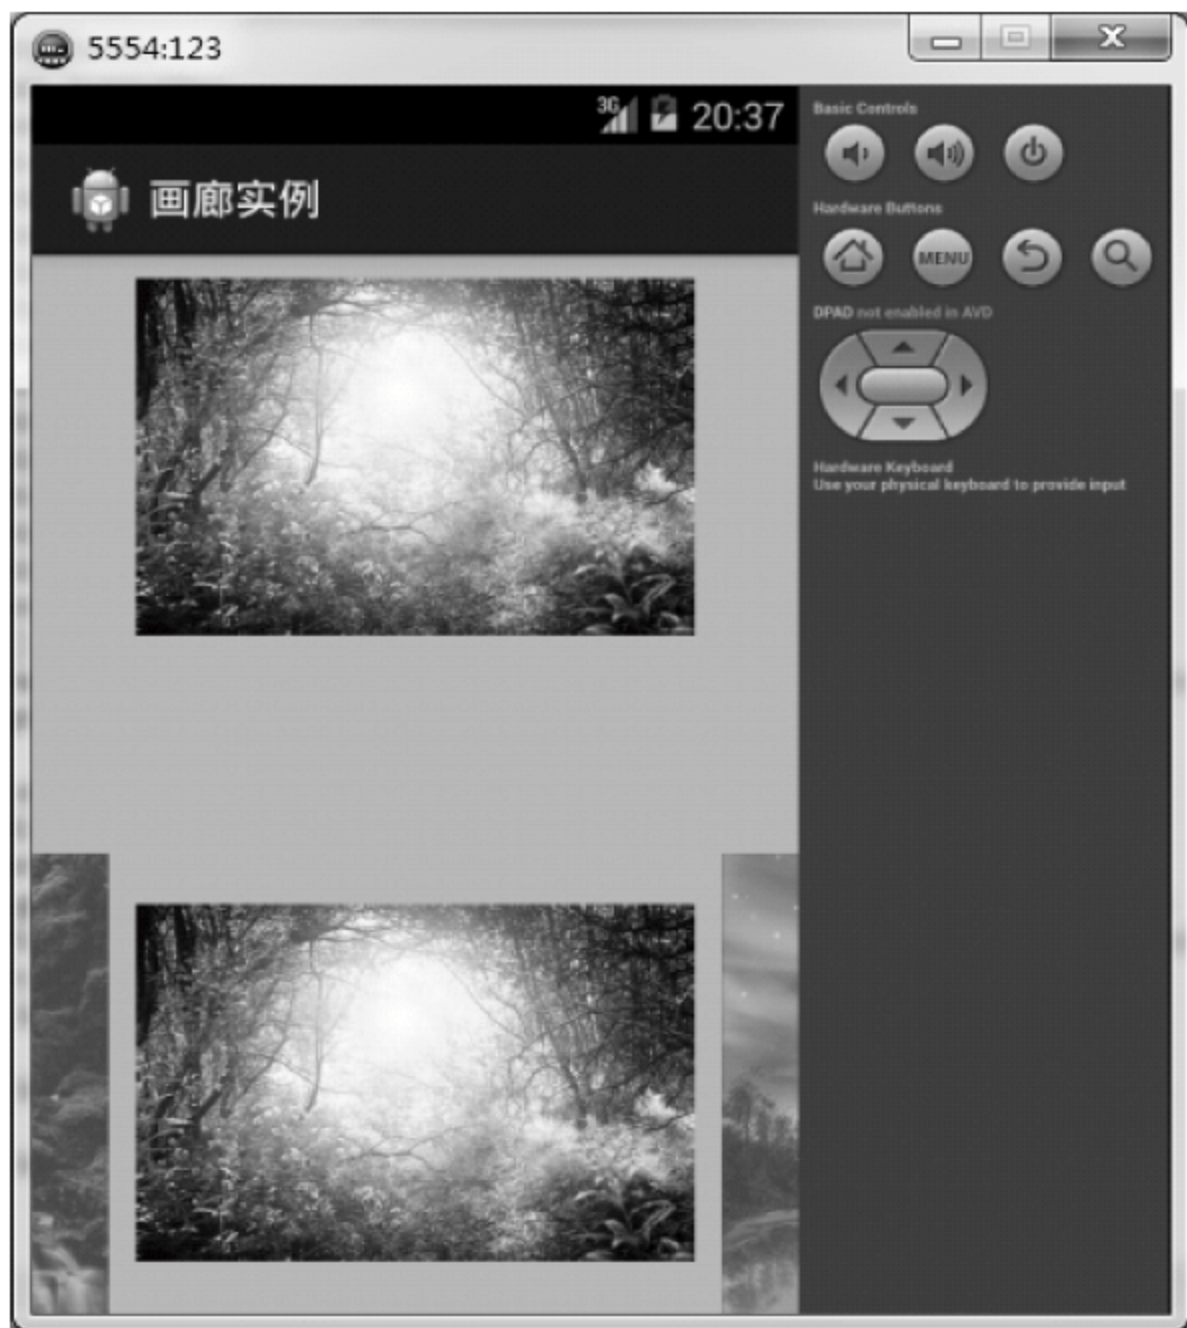 5554:123
3G 20:37
画廊实例
Basic Controls
Hardware Buttons
MENU
DPAD not enabled in AVD
Hardware Keyboard
Use your physical keyboard to provide input